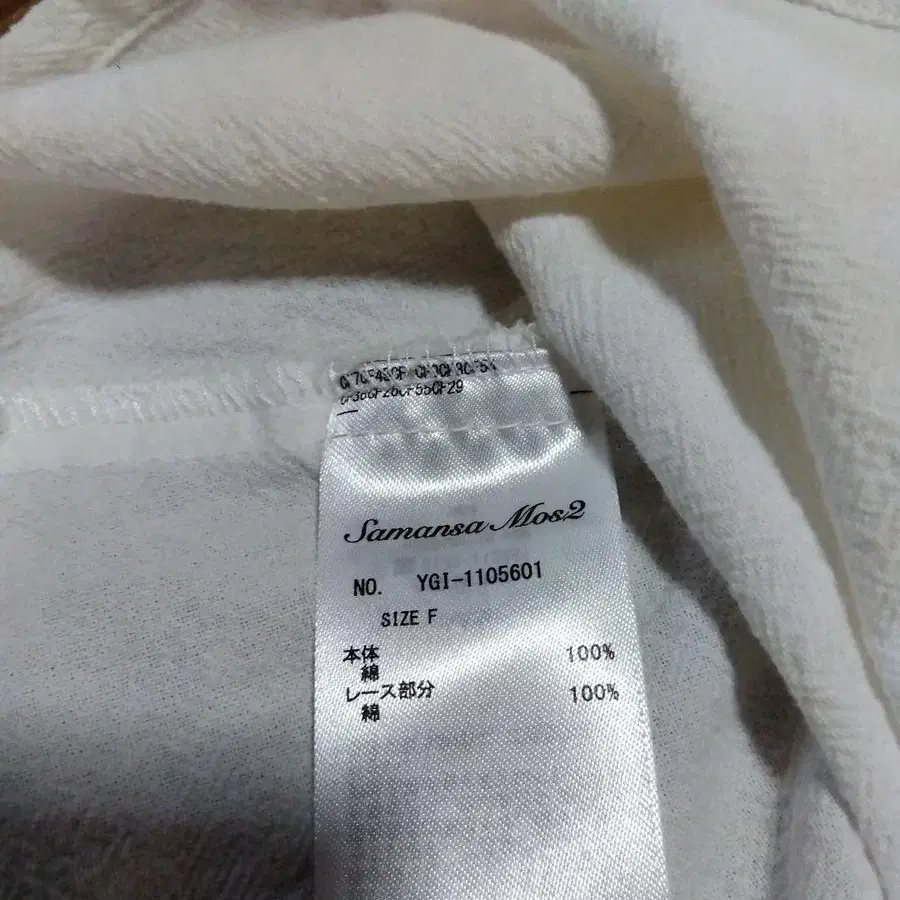 Samansa Mos2
NO. YGI-1105601
SIZE F
本体 100%
綿
レース部分 100%
綿